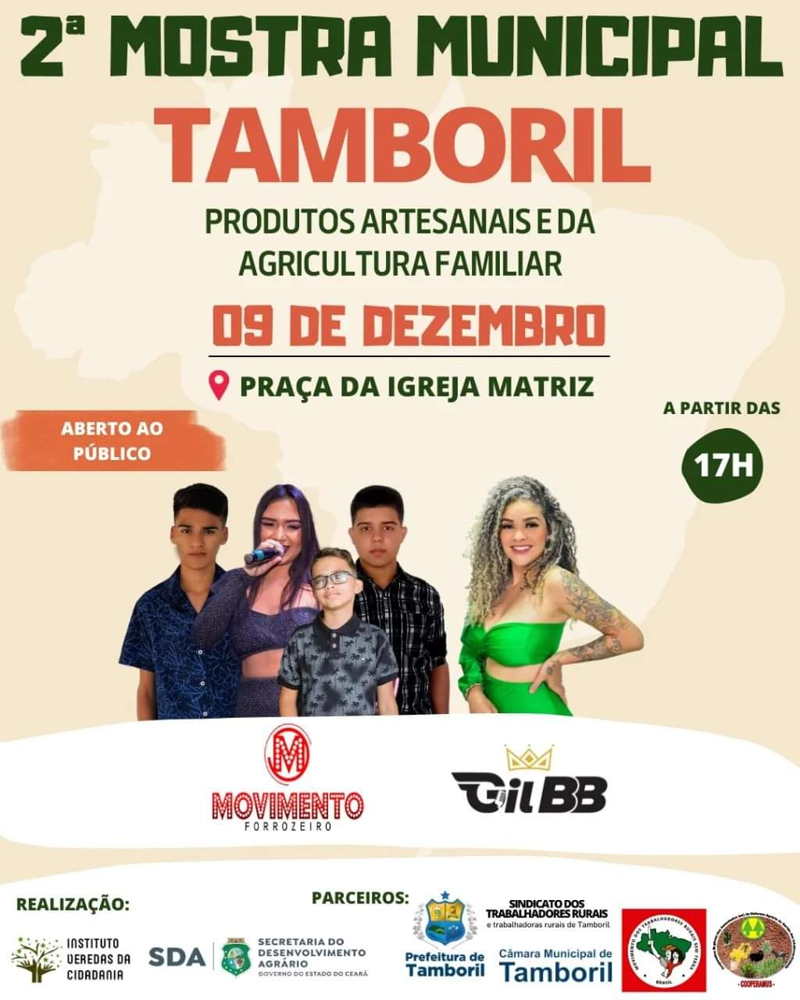 2ª MOSTRA MUNICIPAL
TAMBORIL
PRODUTOS ARTESANAIS E DA
AGRICULTURA FAMILIAR
09 DE DEZEMBRO
PRAÇA DA IGREJA MATRIZ
A PARTIR DAS
17H
ABERTO AO
PÚBLICO
M
MOVIMENTO
FORROZEIRO
Gil BB
REALIZAÇÃO:
INSTITUTO
VEREDAS DA
CIDADANIA
SDA
SECRETARIA DO
DESENVOLVIMENTO
AGRÁRIO
GOVERNO DO ESTADO DO CEARÁ
PARCEIROS:
Prefeitura de
Tamboril
SINDICATO DOS
TRABALHADORES RURAIS
e trabalhadoras rurais de Tamboril
Câmara Municipal de
Tamboril
MOVIMENTO DOS TRABALHADORES RURAIS SEM TERRA
BRASIL
- COOPERAMUS -